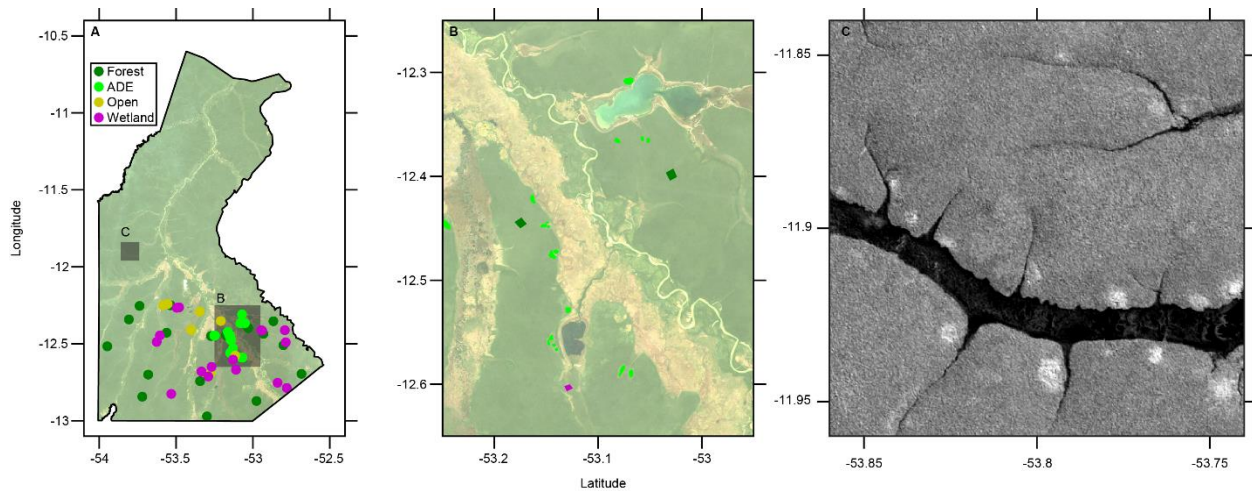 A
B
C
Forest
ADE
Open
Wetland
C
B
Longitude
-10.5
-11
-11.5
-12
-12.5
-13
-54
-53.5
-53
-52.5
-12.3
-12.4
-12.5
-12.6
-53.2
-53.1
-53
Latitude
-11.85
-11.9
-11.95
-53.85
-53.8
-53.75